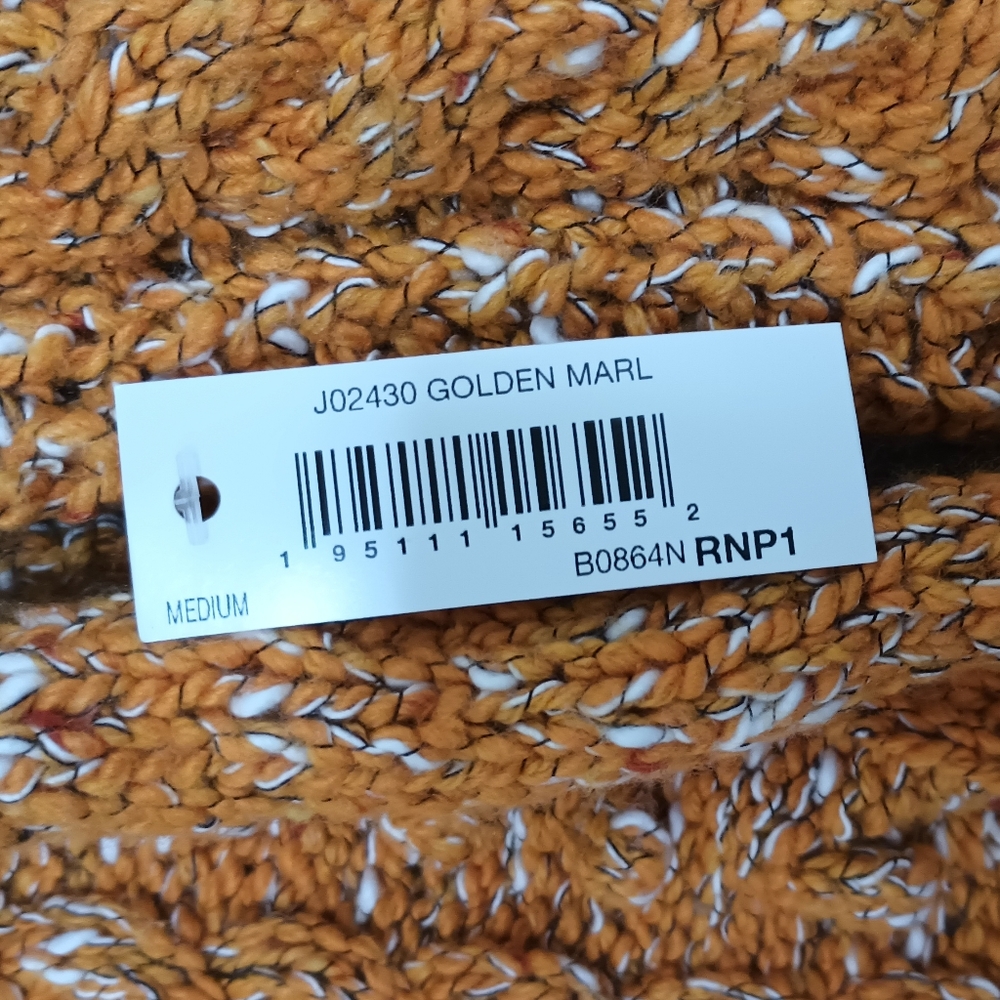 J02430 GOLDEN MARL
1 95111 15655 2
B0864N RNP1
MEDIUM